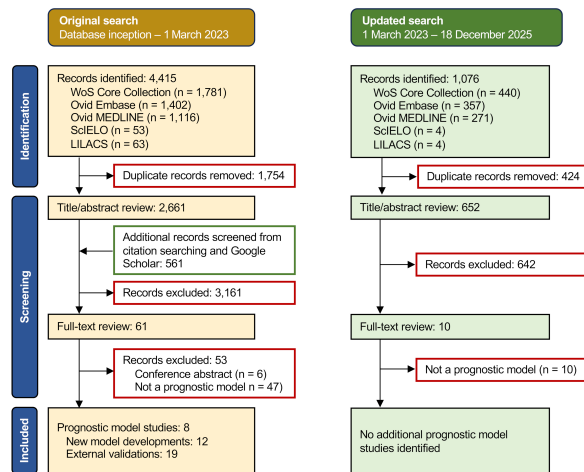 Original search
Database inception – 1 March 2023
Updated search
1 March 2023 – 18 December 2025
Identification
Records identified: 4,415
WoS Core Collection (n = 1,781)
Ovid Embase (n = 1,402)
Ovid MEDLINE (n = 1,116)
ScIELO (n = 53)
LILACS (n = 63)
Records identified: 1,076
WoS Core Collection (n = 440)
Ovid Embase (n = 357)
Ovid MEDLINE (n = 271)
ScIELO (n = 4)
LILACS (n = 4)
Duplicate records removed: 1,754
Duplicate records removed: 424
Screening
Title/abstract review: 2,661
Title/abstract review: 652
Additional records screened from
citation searching and Google
Scholar: 561
Records excluded: 3,161
Records excluded: 642
Full-text review: 61
Full-text review: 10
Records excluded: 53
Conference abstract (n = 6)
Not a prognostic model n = 47)
Not a prognostic model (n = 10)
Included
Prognostic model studies: 8
New model developments: 12
External validations: 19
No additional prognostic model
studies identified